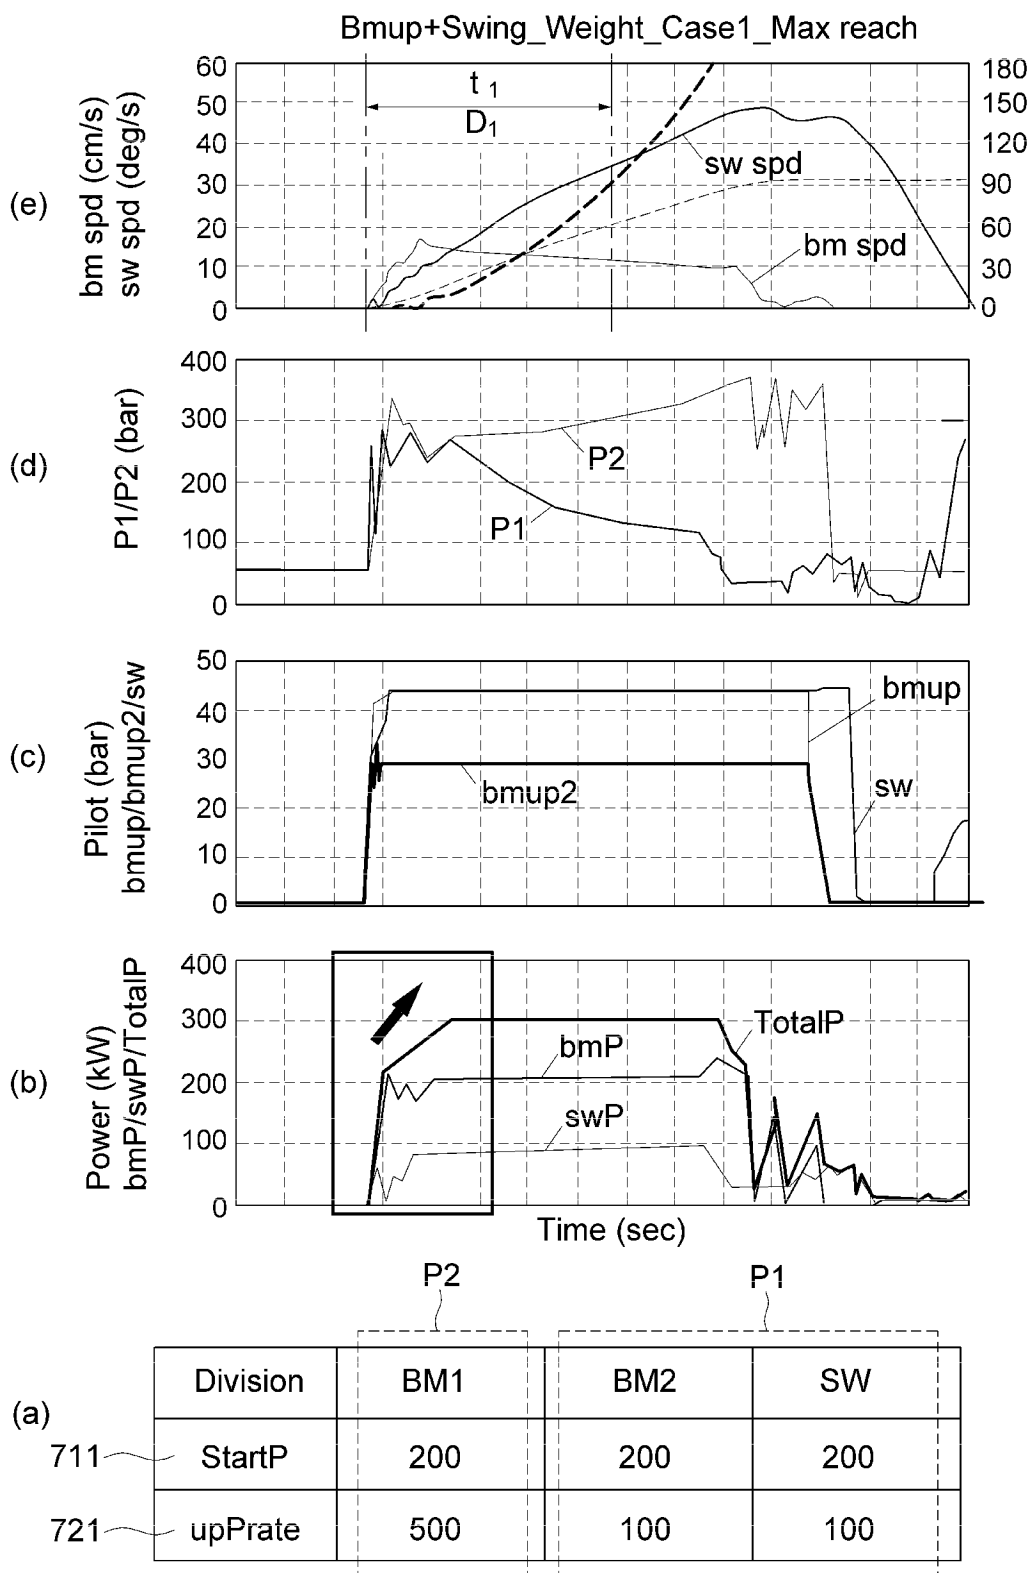 Bmup+Swing_Weight_Case1_Max reach
(e)
bm spd (cm/s)
sw spd (deg/s)
60
50
40
30
20
10
0
180
150
120
90
60
30
0
t 1
D1
sw spd
bm spd
(d)
P1/P2 (bar)
400
300
200
100
0
P2
P1
(c)
Pilot (bar)
bmup/bmup2/sw
50
40
30
20
10
0
bmup
bmup2
sw
(b)
Power (kW)
bmP/swP/TotalP
400
300
200
100
0
TotalP
bmP
swP
Time (sec)
P2 P1
(a)
Division BM1 BM2 SW
711 StartP 200 200 200
721 upPrate 500 100 100